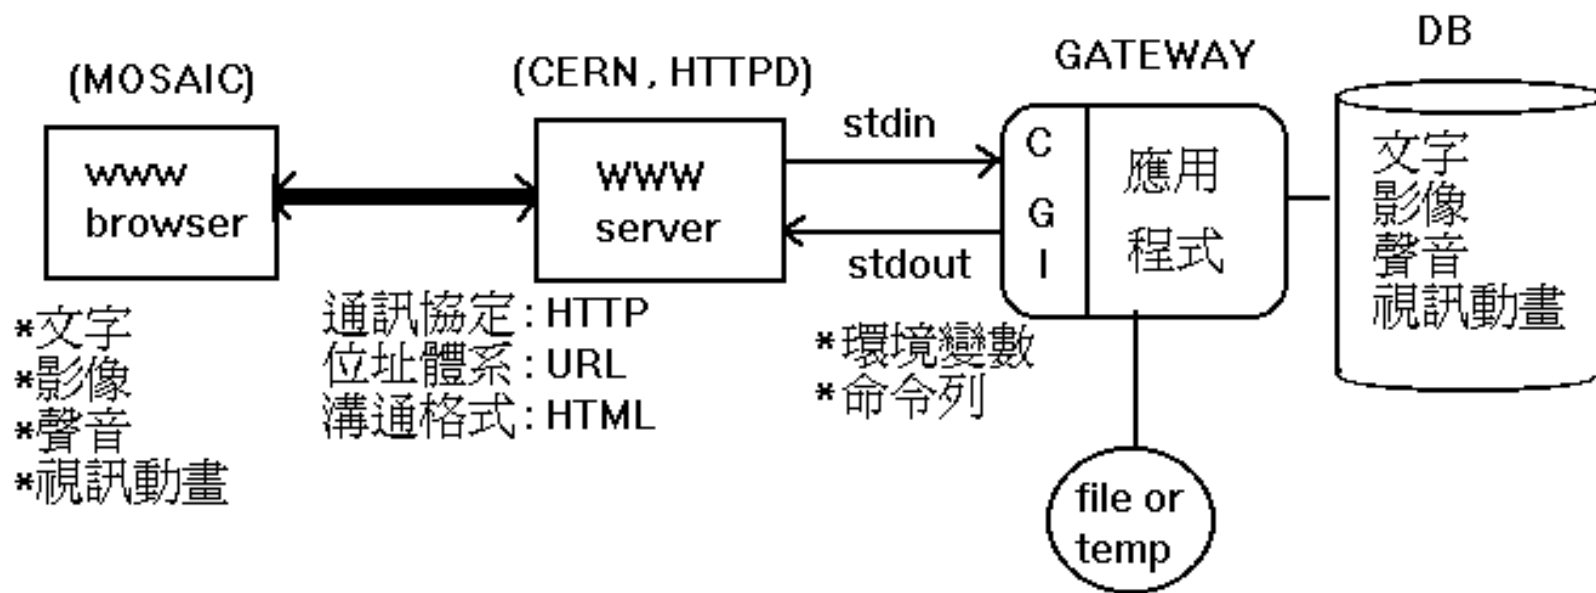 (MOSAIC)
www
browser
*文字
*影像
*聲音
*視訊動畫
(CERN , HTTPD)
WWW
server
通訊協定 : HTTP
位址體系 : URL
溝通格式 : HTML
stdin
stdout
*環境變數
*命令列
GATEWAY
C
G
I
應用
程式
file or
temp
DB
文字
影像
聲音
視訊動畫